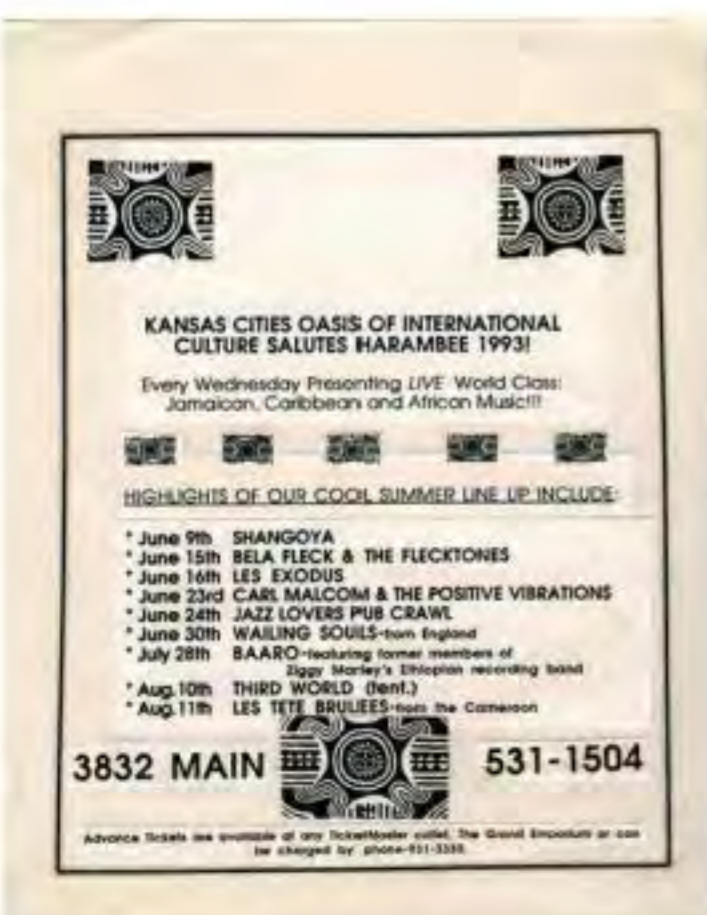 KANSAS CITIES OASIS OF INTERNATIONAL
CULTURE SALUTES HARAMBEE 1993!
Every Wednesday Presenting LIVE World Class:
Jamaican, Caribbean and African Music!!!
HIGHLIGHTS OF OUR COOL SUMMER LINE UP INCLUDE:
* June 9th SHANGOYA
* June 15th BELA FLECK & THE FLECKTONES
* June 16th LES EXODUS
* June 23rd CARL MALCOM & THE POSITIVE VIBRATIONS
* June 24th JAZZ LOVERS PUB CRAWL
* June 30th WAILING SOULS-from England
* July 28th BAARO-featuring former members of
Ziggy Marley's Ethiopian recording band
* Aug.10th THIRD WORLD (tent.)
* Aug.11th LES TETE BRULEES-from the Cameroon
3832 MAIN 531-1504
Advance Tickets are available at any TicketMaster outlet, The Grand Emporium or can
be charged by phone-931-3330.